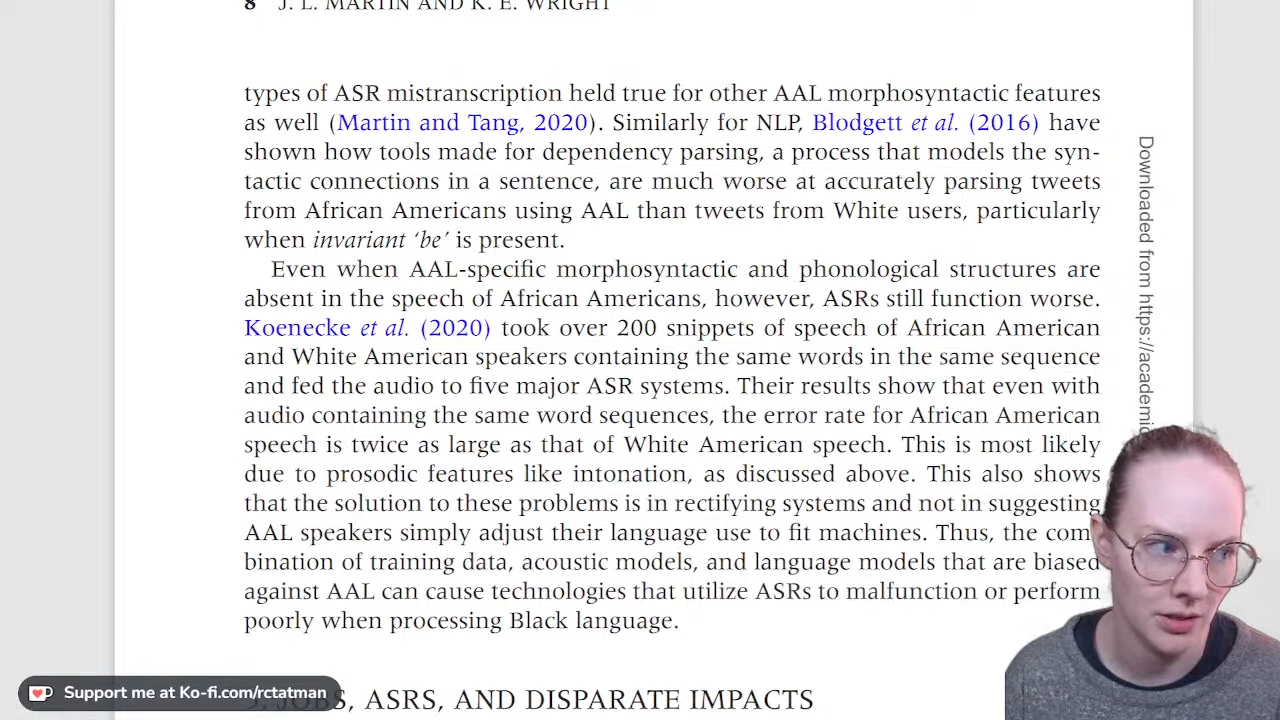 8 J. L. MARTIN AND K. E. WRIGHT
types of ASR mistranscription held true for other AAL morphosyntactic features
as well (Martin and Tang, 2020). Similarly for NLP, Blodgett et al. (2016) have
shown how tools made for dependency parsing, a process that models the syn-
tactic connections in a sentence, are much worse at accurately parsing tweets
from African Americans using AAL than tweets from White users, particularly
when invariant ‘be’ is present.
Even when AAL-specific morphosyntactic and phonological structures are
absent in the speech of African Americans, however, ASRs still function worse.
Koenecke et al. (2020) took over 200 snippets of speech of African American
and White American speakers containing the same words in the same sequence
and fed the audio to five major ASR systems. Their results show that even with
audio containing the same word sequences, the error rate for African American
speech is twice as large as that of White American speech. This is most likely
due to prosodic features like intonation, as discussed above. This also shows
that the solution to these problems is in rectifying systems and not in suggesting
AAL speakers simply adjust their language use to fit machines. Thus, the com
bination of training data, acoustic models, and language models that are biased
against AAL can cause technologies that utilize ASRs to malfunction or perform
poorly when processing Black language.
JOBS, ASRS, AND DISPARATE IMPACTS
Downloaded from https://academic
Support me at Ko-fi.com/rctatman